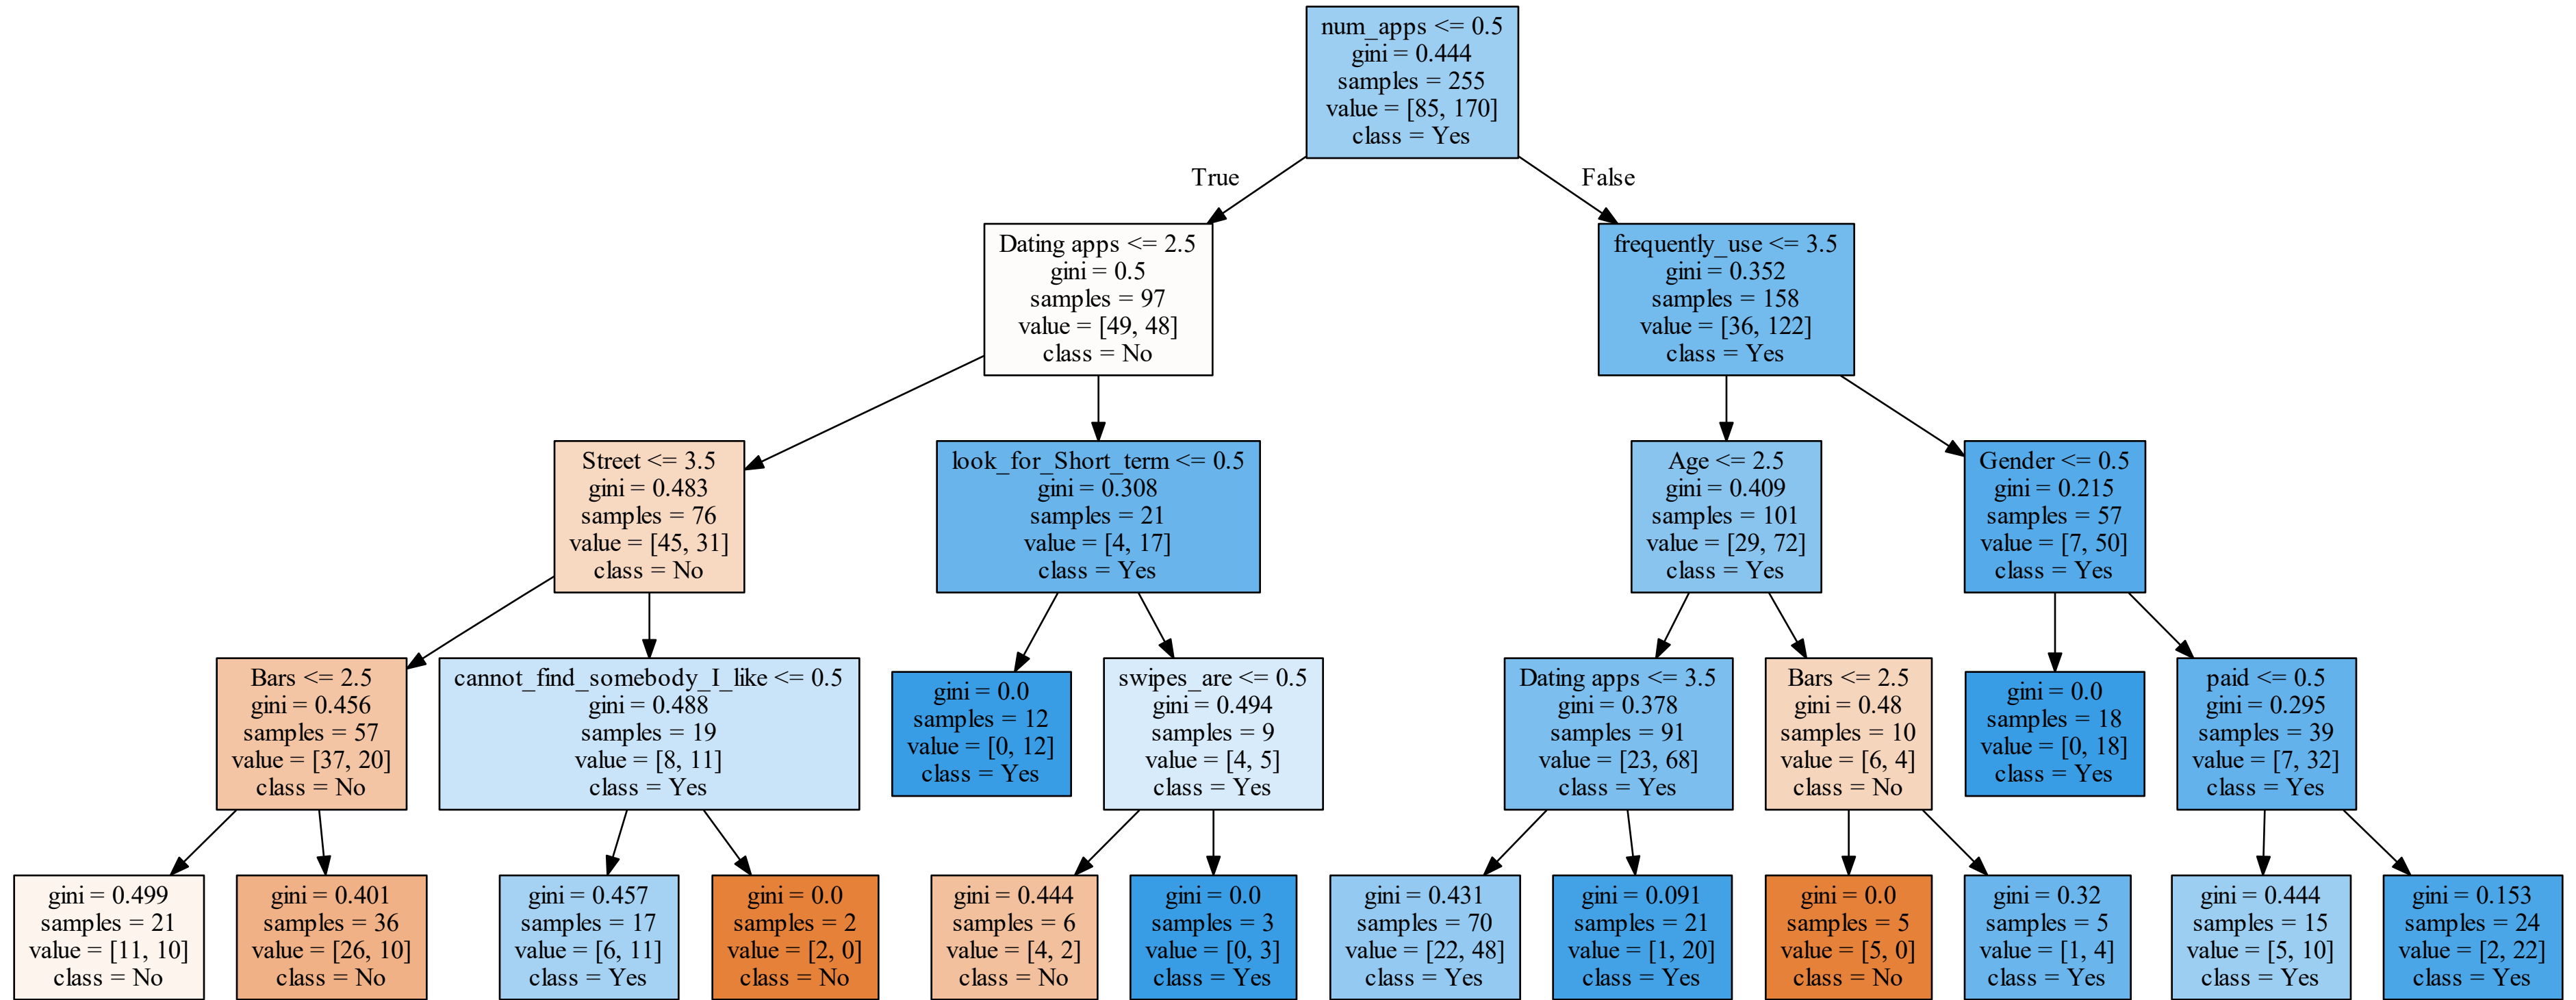 num_apps <= 0.5
gini = 0.444
samples = 255
value = [85, 170]
class = Yes
True
False
Dating apps <= 2.5
gini = 0.5
samples = 97
value = [49, 48]
class = No
frequently_use <= 3.5
gini = 0.352
samples = 158
value = [36, 122]
class = Yes
Street <= 3.5
gini = 0.483
samples = 76
value = [45, 31]
class = No
look_for_Short_term <= 0.5
gini = 0.308
samples = 21
value = [4, 17]
class = Yes
Age <= 2.5
gini = 0.409
samples = 101
value = [29, 72]
class = Yes
Gender <= 0.5
gini = 0.215
samples = 57
value = [7, 50]
class = Yes
Bars <= 2.5
gini = 0.456
samples = 57
value = [37, 20]
class = No
cannot_find_somebody_I_like <= 0.5
gini = 0.488
samples = 19
value = [8, 11]
class = Yes
gini = 0.0
samples = 12
value = [0, 12]
class = Yes
swipes_are <= 0.5
gini = 0.494
samples = 9
value = [4, 5]
class = Yes
Dating apps <= 3.5
gini = 0.378
samples = 91
value = [23, 68]
class = Yes
Bars <= 2.5
gini = 0.48
samples = 10
value = [6, 4]
class = No
gini = 0.0
samples = 18
value = [0, 18]
class = Yes
paid <= 0.5
gini = 0.295
samples = 39
value = [7, 32]
class = Yes
gini = 0.499
samples = 21
value = [11, 10]
class = No
gini = 0.401
samples = 36
value = [26, 10]
class = No
gini = 0.457
samples = 17
value = [6, 11]
class = Yes
gini = 0.0
samples = 2
value = [2, 0]
class = No
gini = 0.444
samples = 6
value = [4, 2]
class = No
gini = 0.0
samples = 3
value = [0, 3]
class = Yes
gini = 0.431
samples = 70
value = [22, 48]
class = Yes
gini = 0.091
samples = 21
value = [1, 20]
class = Yes
gini = 0.0
samples = 5
value = [5, 0]
class = No
gini = 0.32
samples = 5
value = [1, 4]
class = Yes
gini = 0.444
samples = 15
value = [5, 10]
class = Yes
gini = 0.153
samples = 24
value = [2, 22]
class = Yes